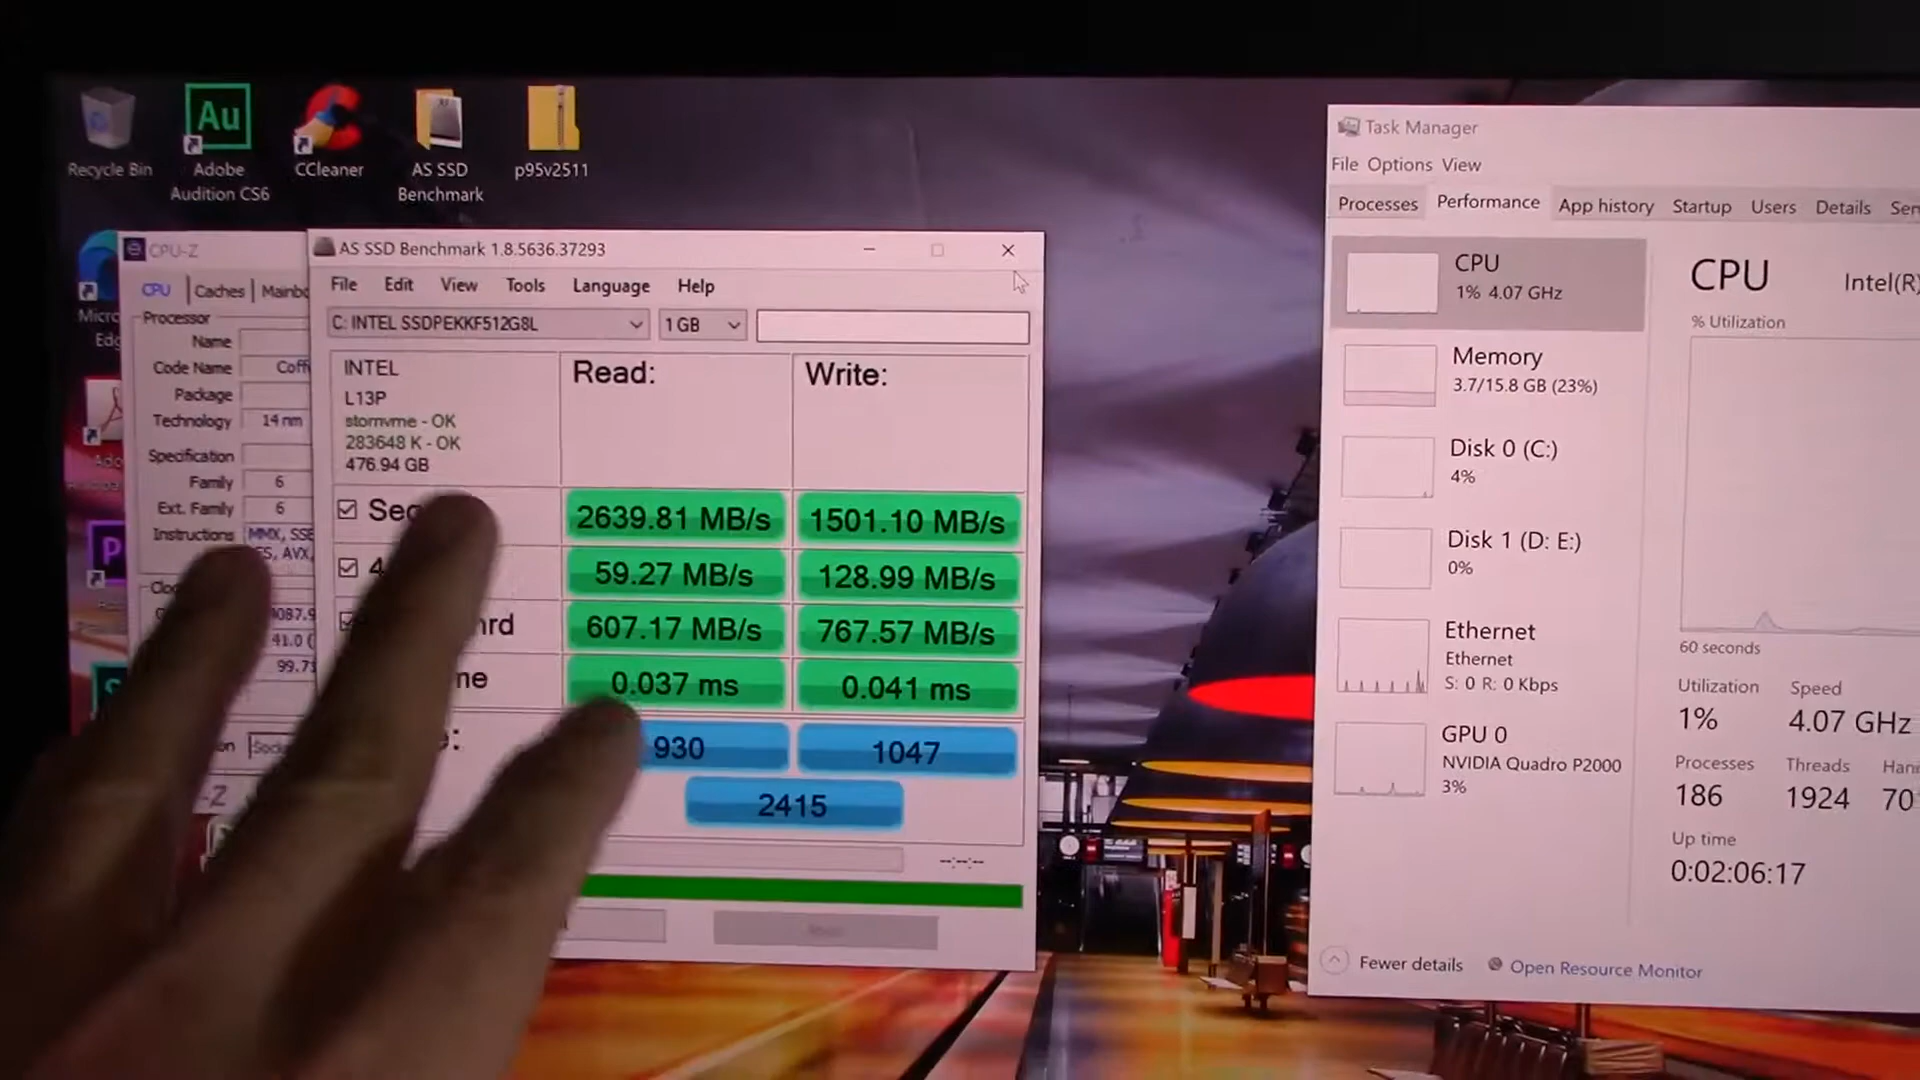 Recycle Bin
Adobe
Audition CS6
CCleaner
AS SSD
Benchmark
p95v2511
CPU-Z
CPU
Caches
Processor
Name
Code Name
Package
Technology 14 nm
Specification
Family 6
Ext. Family 6
Instructions MMX,
AVX,
AS SSD Benchmark 1.8.5636.37293
File Edit View Tools Language Help
C: INTEL SSDPEKKF512G8L
1 GB
INTEL
L13P
stornvme - OK
283648 K - OK
476.94 GB
Read: Write:
2639.81 MB/s 1501.10 MB/s
59.27 MB/s 128.99 MB/s
607.17 MB/s 767.57 MB/s
0.037 ms 0.041 ms
930 1047
2415
--:--:--
Task Manager
File Options View
Processes Performance App history Startup Users Details
CPU
1% 4.07 GHz
Memory
3.7/15.8 GB (23%)
Disk 0 (C:)
4%
Disk 1 (D: E:)
0%
Ethernet
Ethernet
S: 0 R: 0 Kbps
GPU 0
NVIDIA Quadro P2000
3%
CPU Intel(R)
% Utilization
60 seconds
Utilization Speed
1% 4.07 GHz
Processes Threads
186 1924
Up time
0:02:06:17
Fewer details
Open Resource Monitor